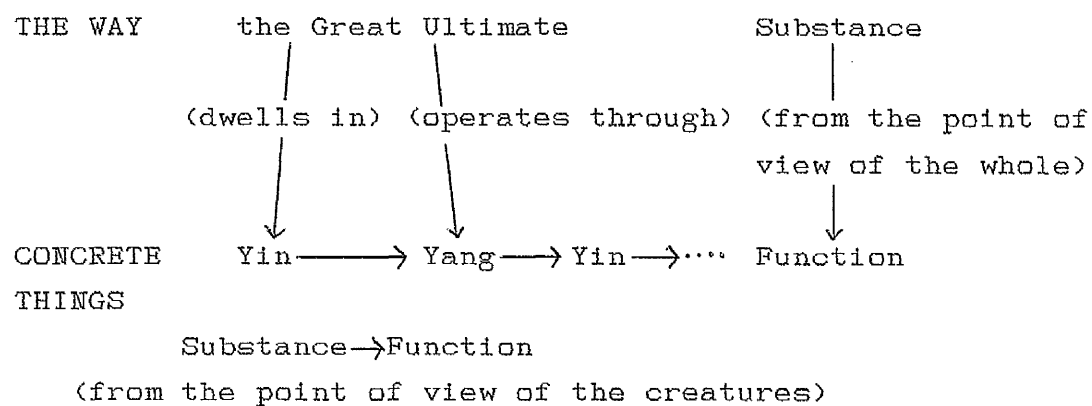 THE WAY the Great Ultimate Substance
(dwells in) (operates through) (from the point of
view of the whole)
CONCRETE Yin → Yang → Yin → ···· Function
THINGS
Substance→Function
(from the point of view of the creatures)